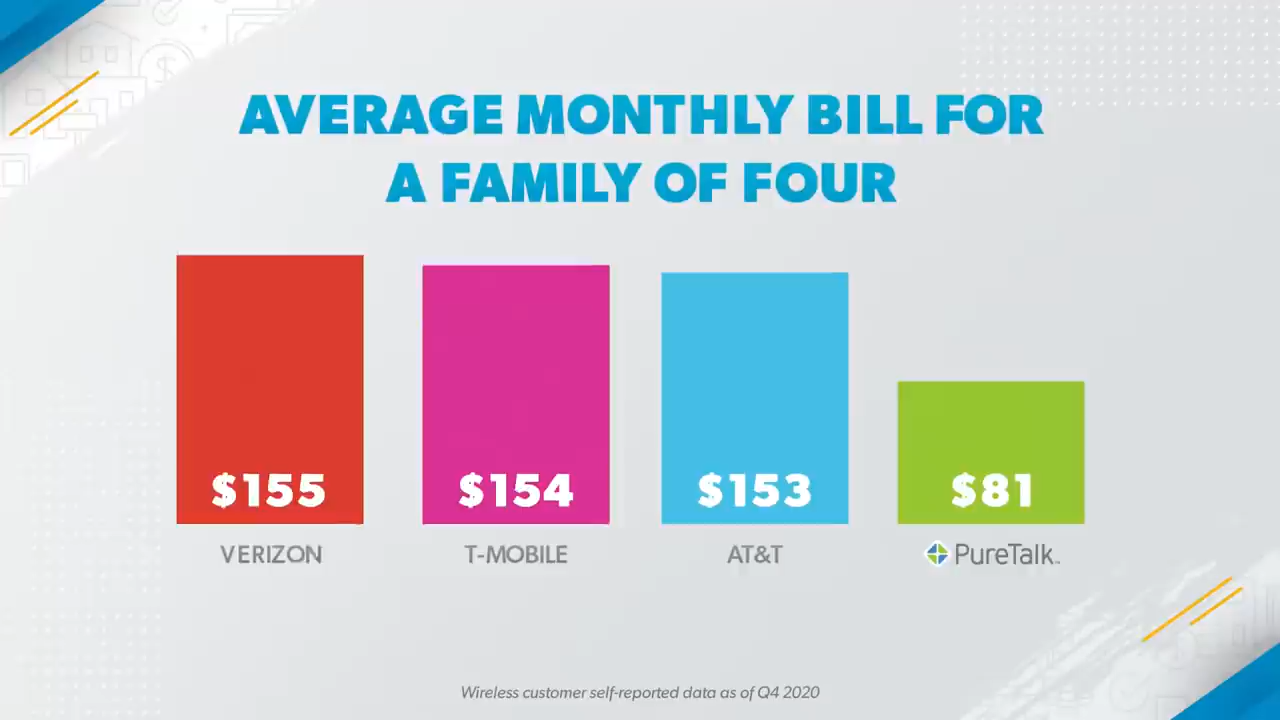 AVERAGE MONTHLY BILL FOR
A FAMILY OF FOUR
$155
$154
$153
$81
VERIZON
T-MOBILE
AT&T
PureTalk™
Wireless customer self-reported data as of Q4 2020